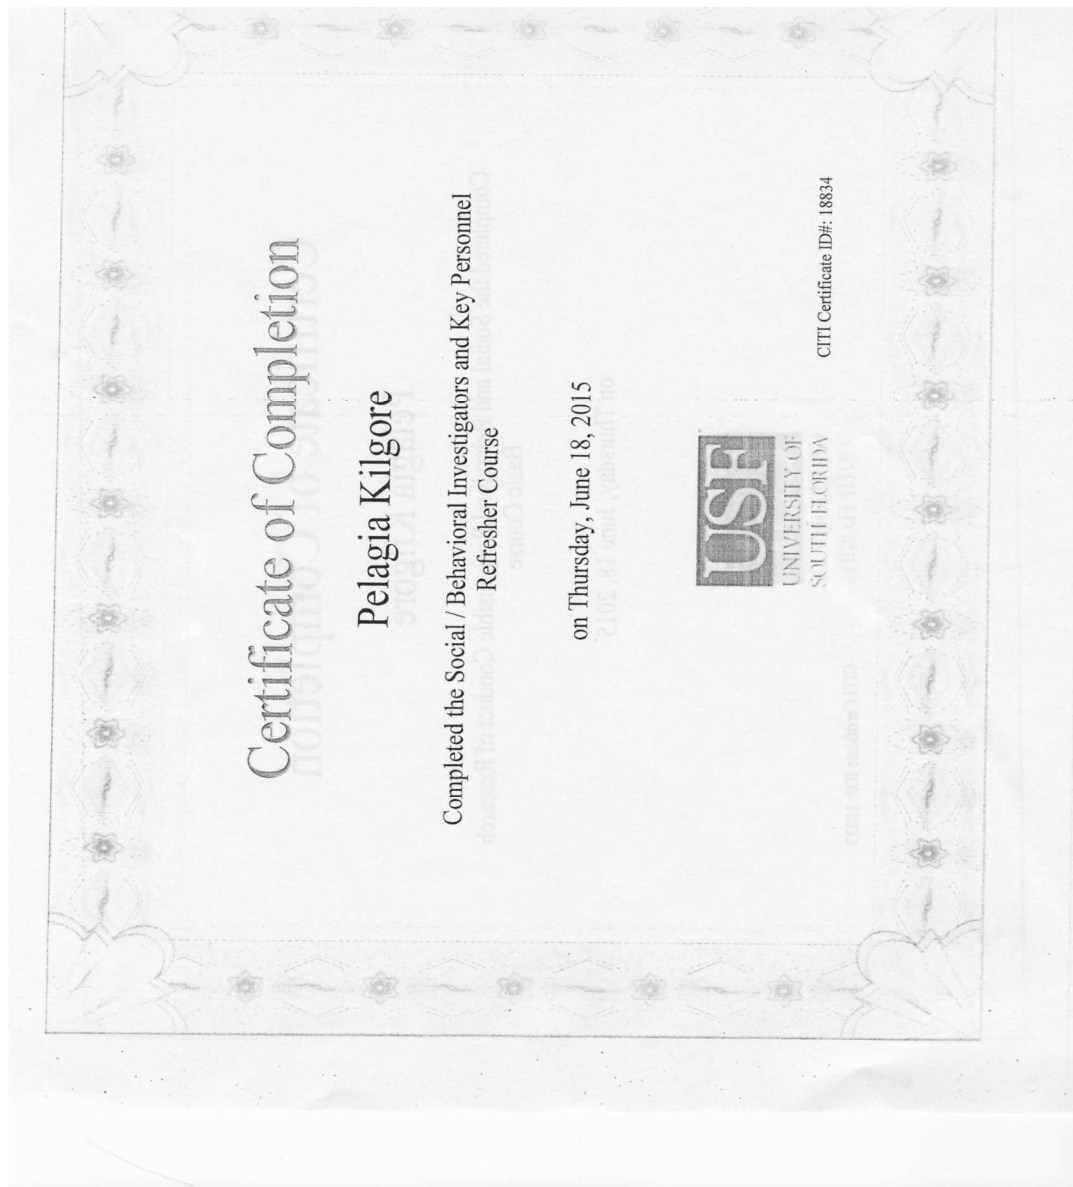 Certificate of Completion
Pelagia Kilgore
Completed the Social / Behavioral Investigators and Key Personnel
Refresher Course
on Thursday, June 18, 2015
USF
UNIVERSITY OF
SOUTH FLORIDA
CITI Certificate ID#: 18834